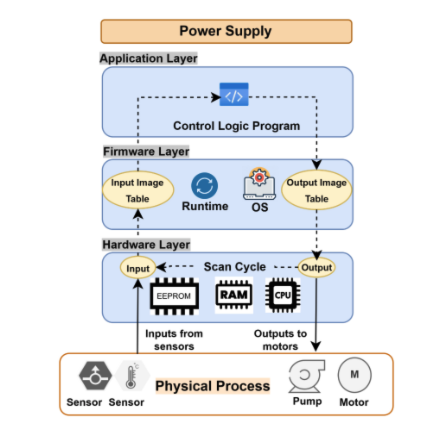 Power Supply
Application Layer
Control Logic Program
Firmware Layer
Input Image
Table
Runtime
OS
Output Image
Table
Hardware Layer
Input
Scan Cycle
Output
EEPROM
RAM
CPU
Inputs from
sensors
Outputs to
motors
Physical Process
M
Sensor
Sensor
Pump
Motor